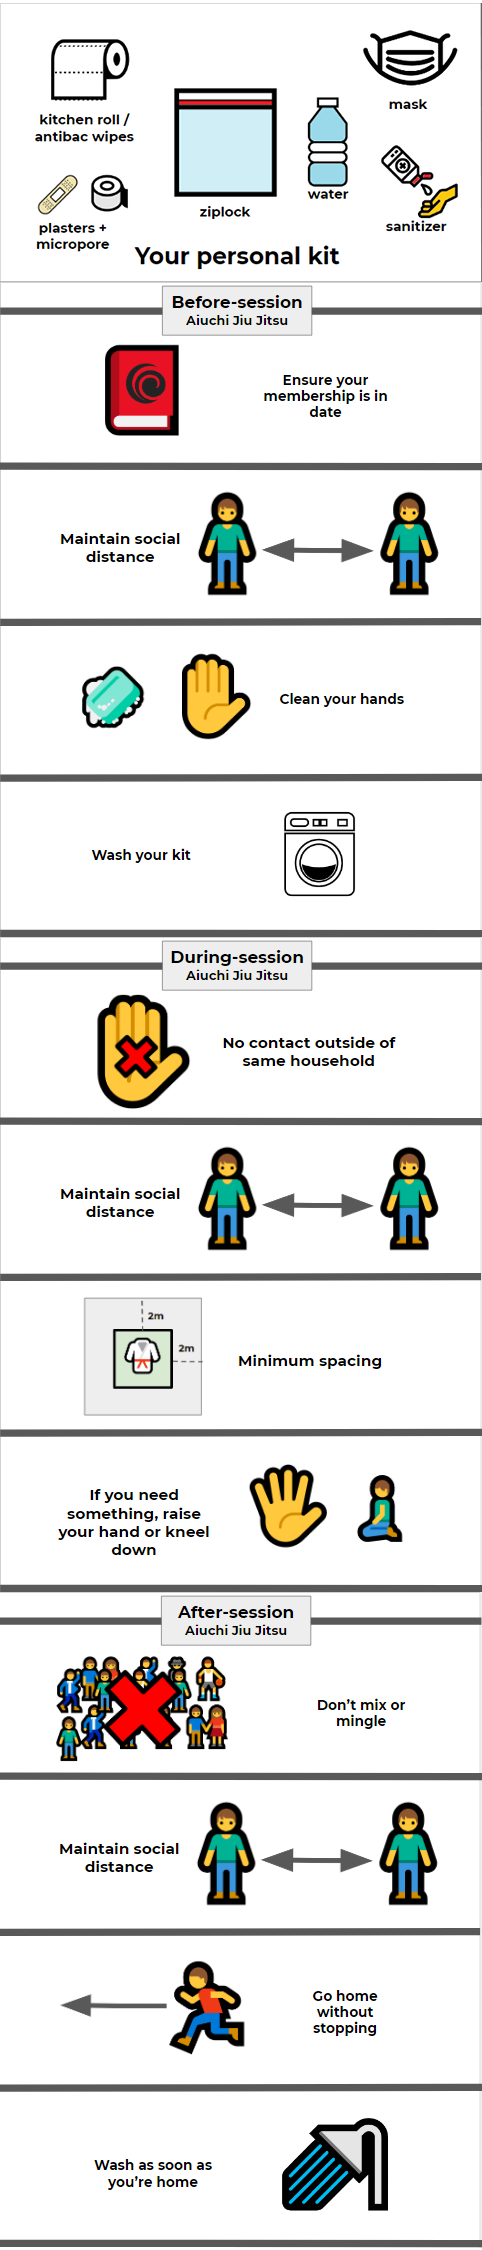 mask
kitchen roll /
antibac wipes
water
ziplock
plasters +
micropore
sanitizer
Your personal kit
Before-session
Aiuchi Jiu Jitsu
Ensure your
membership is in
date
Maintain social
distance
Clean your hands
Wash your kit
During-session
Aiuchi Jiu Jitsu
No contact outside of
same household
Maintain social
distance
2m
2m
Minimum spacing
If you need
something, raise
your hand or kneel
down
After-session
Aiuchi Jiu Jitsu
Don't mix or
mingle
Maintain social
distance
Go home
without
stopping
Wash as soon as
you're home